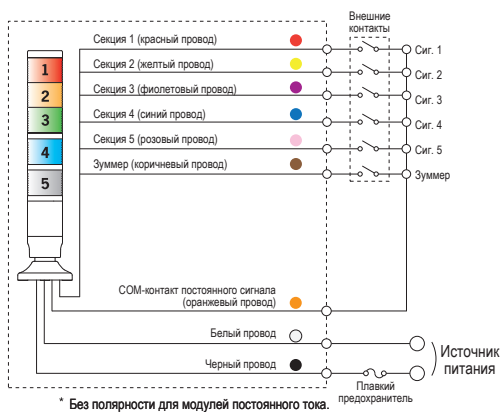 Внешние
контакты
Секция 1 (красный провод)
Сиг. 1
Секция 2 (желтый провод)
Сиг. 2
Секция 3 (фиолетовый провод)
Сиг. 3
Секция 4 (синий провод)
Сиг. 4
Секция 5 (розовый провод)
Сиг. 5
Зуммер (коричневый провод)
Зуммер
1
2
3
4
5
COM-контакт постоянного сигнала
(оранжевый провод)
Белый провод
Черный провод
Источник
питания
Плавкий
предохранитель
* Без полярности для модулей постоянного тока.